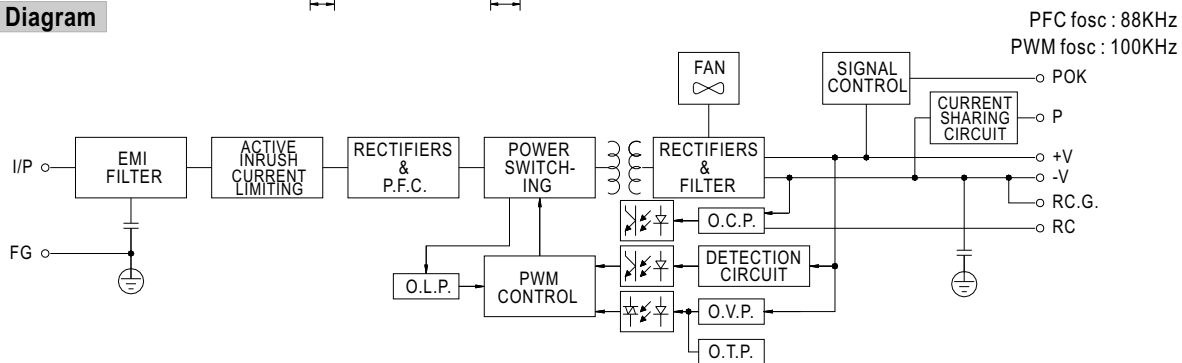 Diagram
PFC fosc : 88KHz
PWM fosc : 100KHz
FAN
SIGNAL
CONTROL
POK
CURRENT
SHARING
CIRCUIT
P
I/P
EMI
FILTER
ACTIVE
INRUSH
CURRENT
LIMITING
RECTIFIERS
&
P.F.C.
POWER
SWITCH-
ING
RECTIFIERS
&
FILTER
+V
-V
RC.G.
RC
O.C.P.
FG
O.L.P.
PWM
CONTROL
DETECTION
CIRCUIT
O.V.P.
O.T.P.